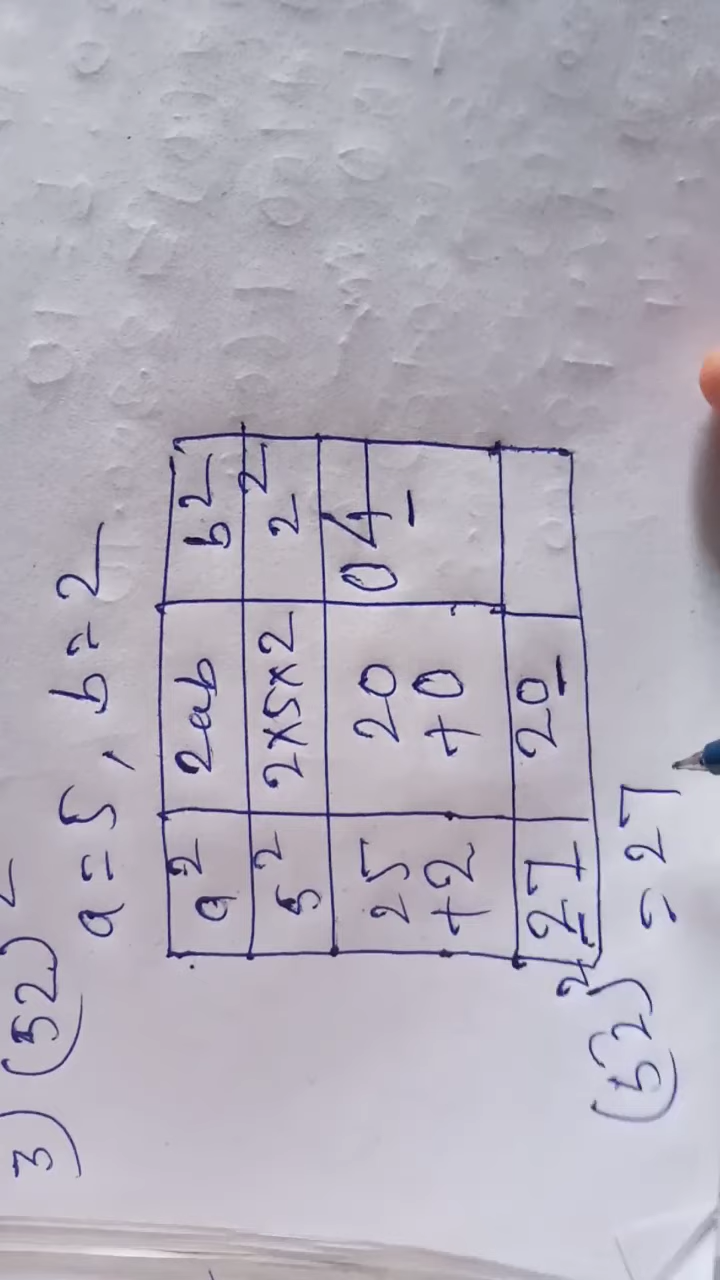 3) (52)²
a = 5, b = 2
a² 2ab b²
5² 2×5×2 2²
25 20 04
+2 +0
27 20
(52)² = 27